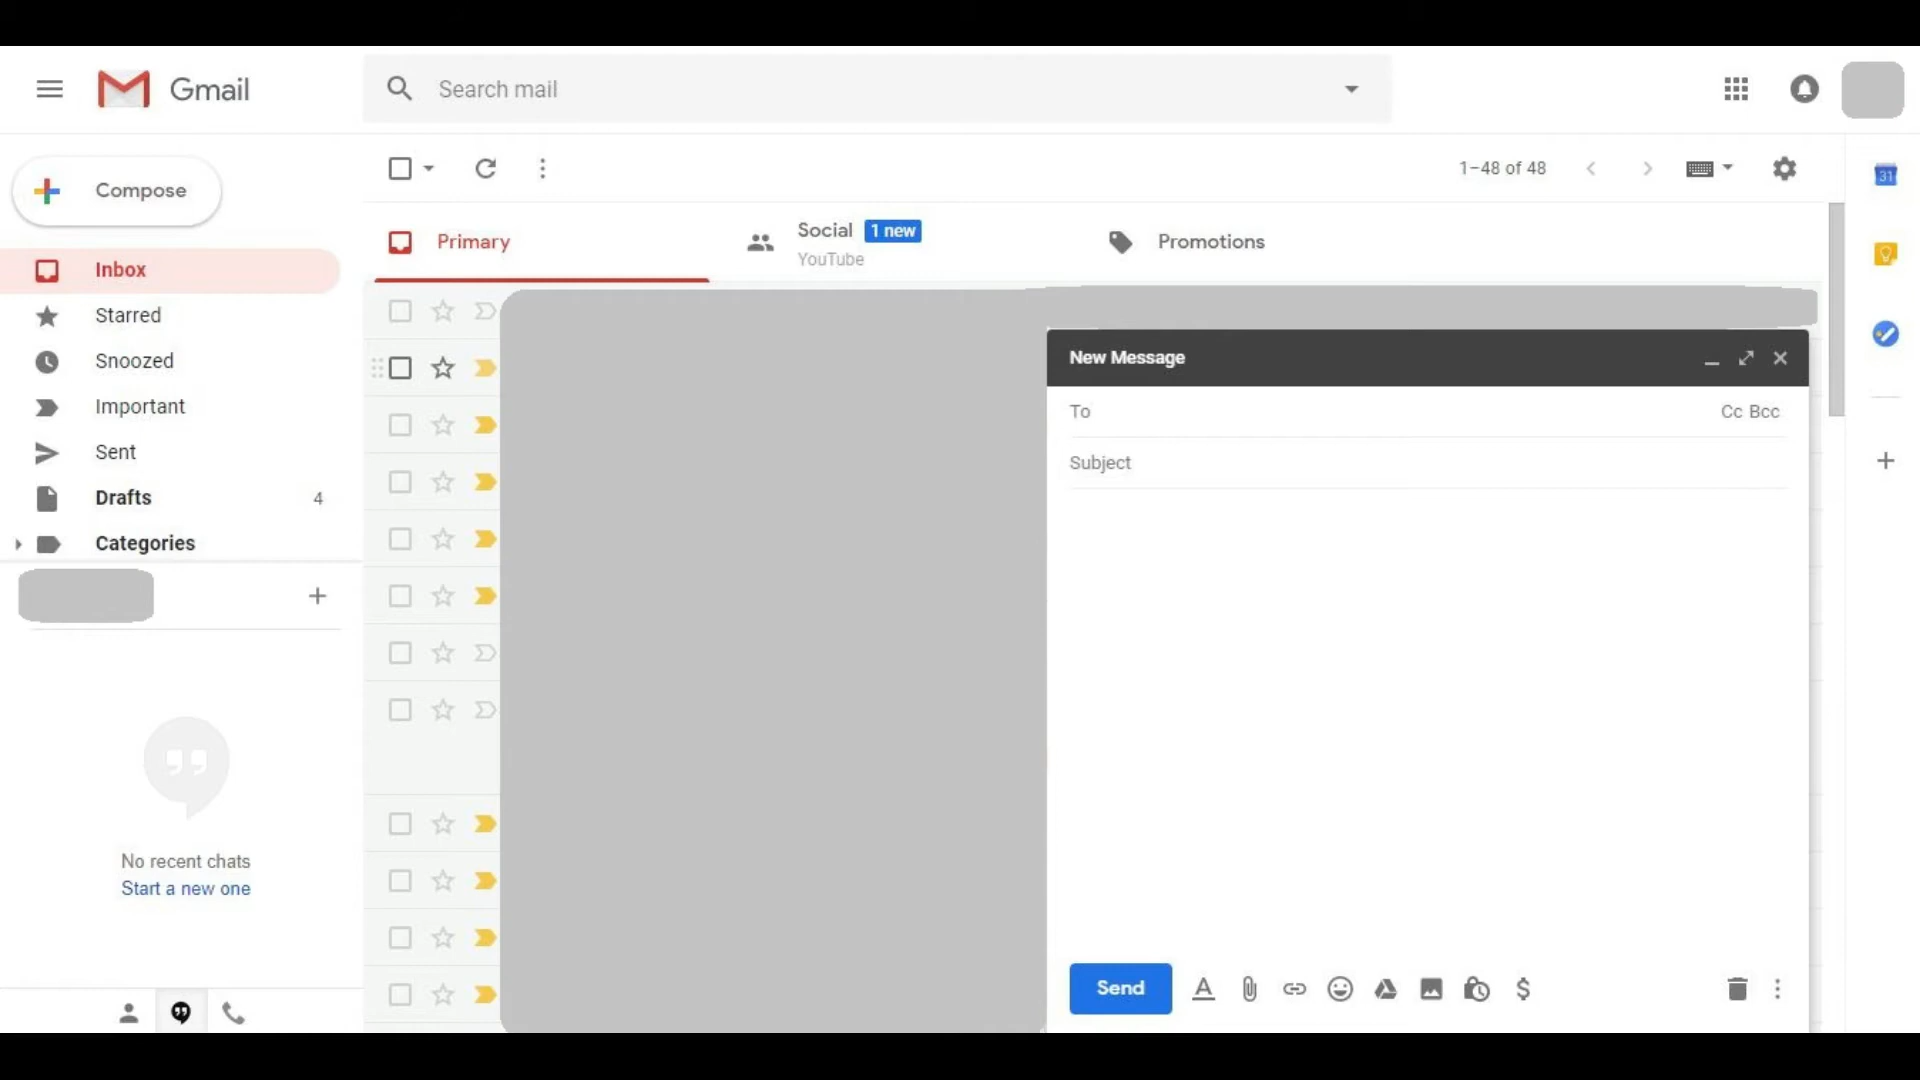 Gmail
Search mail
Compose
1–48 of 48
31
Primary
Social 1 new
YouTube
Promotions
Inbox
Starred
Snoozed
Important
Sent
Drafts 4
Categories
New Message
To Cc Bcc
Subject
No recent chats
Start a new one
Send